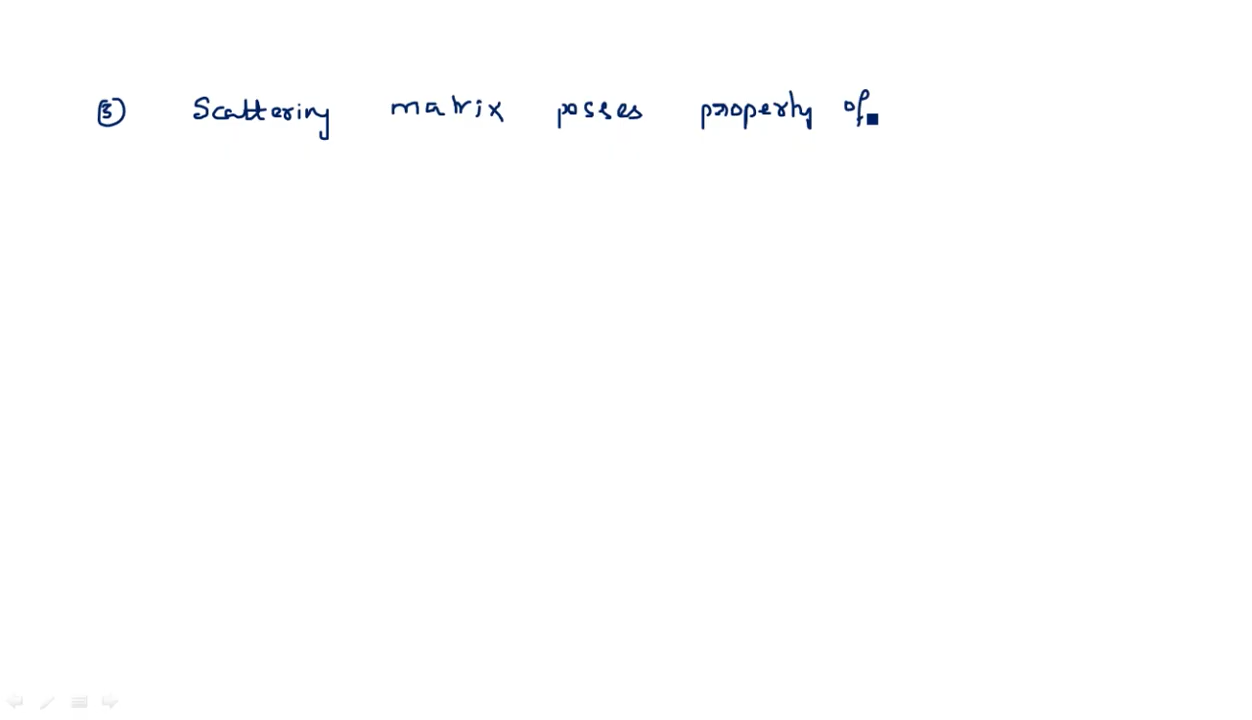 ③ Scattering matrix posses property of